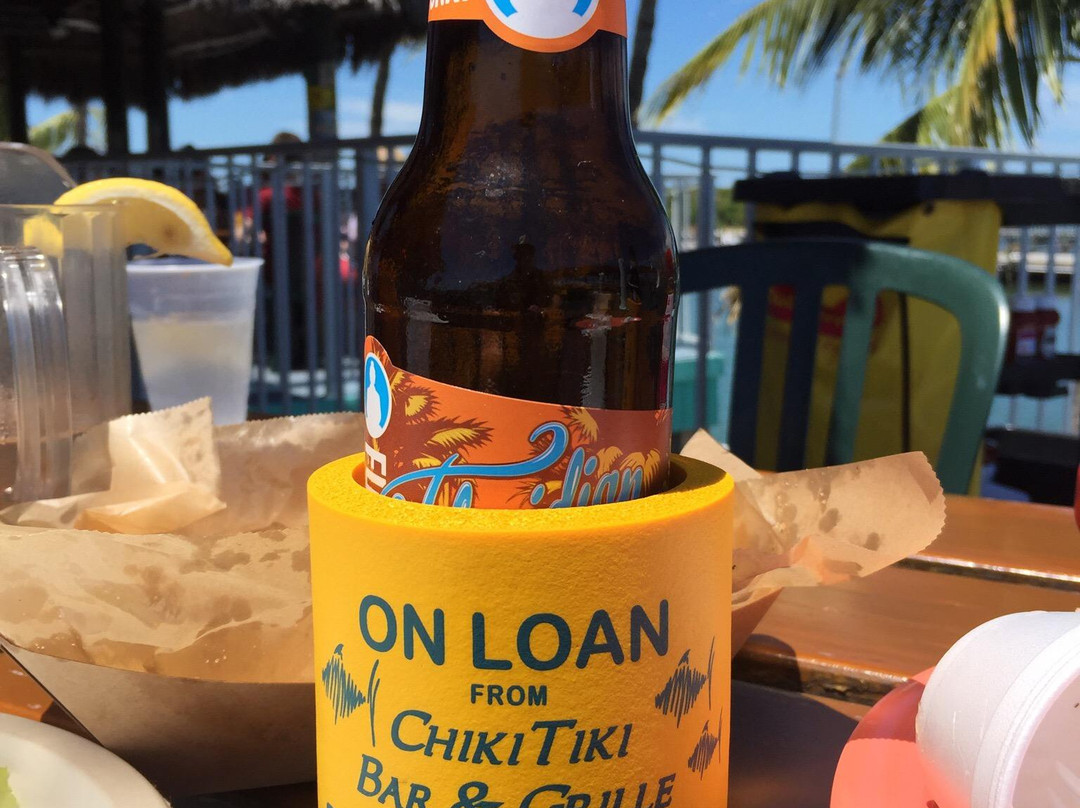 ON LOAN
FROM
CHIKI TIKI
BAR & GRILLE